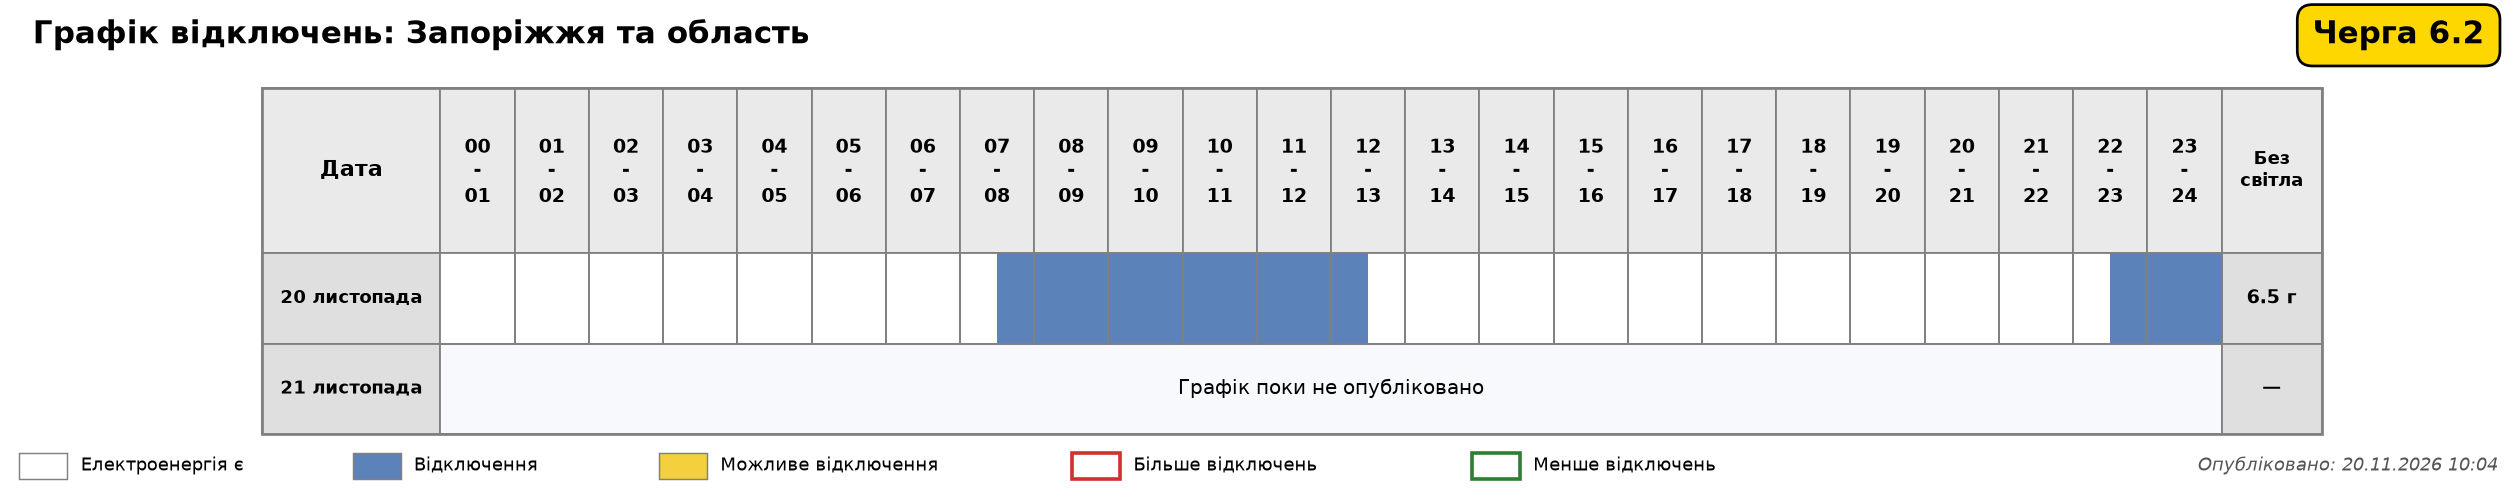 Графік відключень: Запоріжжя та область
Черга 6.2
Дата
00 - 01
01 - 02
02 - 03
03 - 04
04 - 05
05 - 06
06 - 07
07 - 08
08 - 09
09 - 10
10 - 11
11 - 12
12 - 13
13 - 14
14 - 15
15 - 16
16 - 17
17 - 18
18 - 19
19 - 20
20 - 21
21 - 22
22 - 23
23 - 24
Без
світла
20 листопада
6.5 г
21 листопада
Графік поки не опубліковано
—
Електроенергія є
Відключення
Можливе відключення
Більше відключень
Менше відключень
Опубліковано: 20.11.2026 10:04